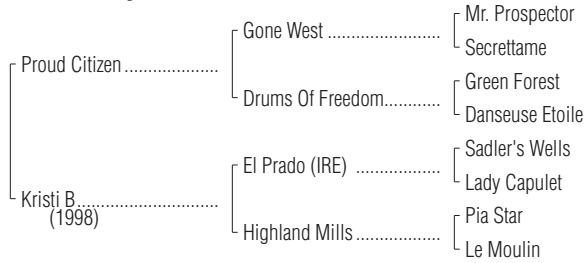 Mr. Prospector
Gone West ......................
Secrettame
Proud Citizen ....................
Green Forest
Drums Of Freedom............
Danseuse Etoile
Sadler's Wells
El Prado (IRE) .................
Lady Capulet
Kristi B ..............................
(1998)
Pia Star
Highland Mills ..................
Le Moulin